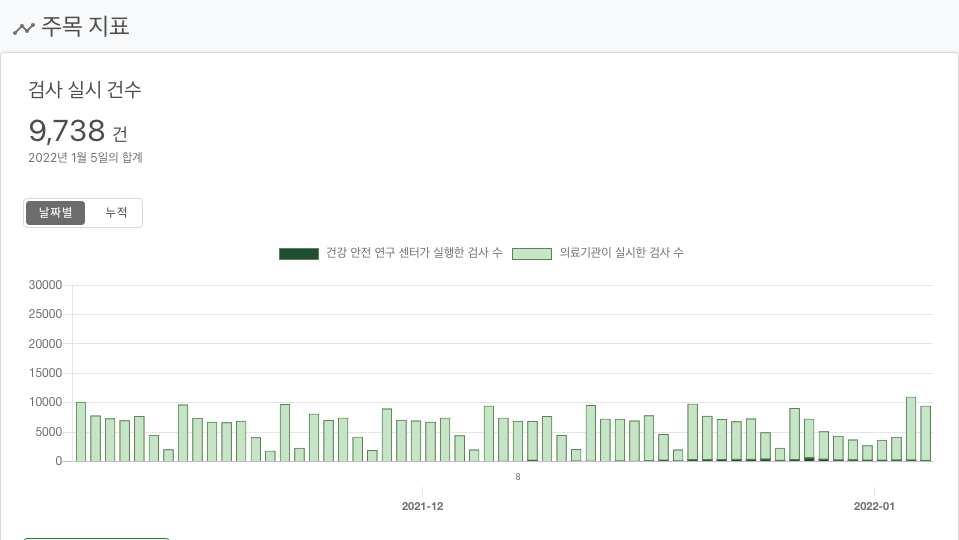 주목 지표
검사 실시 건수
9,738 건
2022년 1월 5일의 합계
날짜별 누적
건강 안전 연구 센터가 실행한 검사 수 의료기관이 실시한 검사 수
30000
25000
20000
15000
10000
5000
0
8
2021-12 2022-01